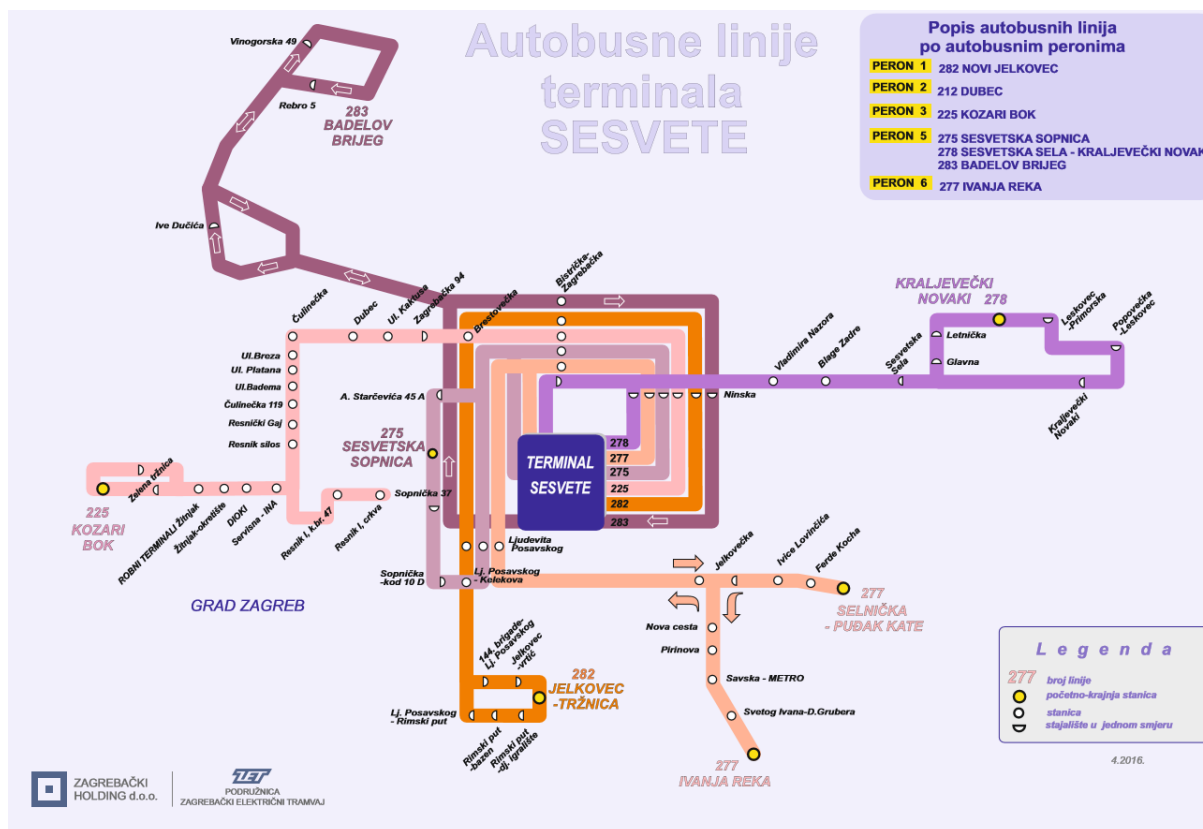 Autobusne linije
terminala
SESVETE
Popis autobusnih linija
po autobusnim peronima
PERON 1 282 NOVI JELKOVEC
PERON 2 212 DUBEC
PERON 3 225 KOZARI BOK
PERON 5 275 SESVETSKA SOPNICA
278 SESVETSKA SELA - KRALJEVEČKI NOVAK
283 BADELOV BRIJEG
PERON 6 277 IVANJA REKA
Vinogorska 49
Rebro 5
283
BADELOV
BRIJEG
Ive Dučića
Čulinečka
Dubec
Ul. Kaktusa
Zagrebačka 94
Brestovečka
Bistrička-
Zagrebačka
KRALJEVEČKI
NOVAKI 278
Vladimira Nazora
Blage Zadre
Sesvetska
Sela
Letnička
Glavna
Leskovec
-Primorska
Popovečka
-Leskovec
Kraljevečki
Novaki
Ninska
Ul.Breza
Ul. Platana
Ul.Badema
Čulinečka 119
Resnički Gaj
Resnik silos
A. Starčevića 45 A
275
SESVETSKA
SOPNICA
TERMINAL
SESVETE
278
277
275
225
282
283
Zelena tržnica
225
KOZARI
BOK
ROBNI TERMINALI Žitnjak
Žitnjak-okretište
DIOKI
Servisna - INA
Resnik I, k.br. 47
Resnik I, crkva
Sopnička 37
Sopnička
-kod 10 D
Ljudevita
Posavskog
Lj. Posavskog
- Kelekova
Jelkovečka
Ivice Lovinčića
Ferde Kocha
277
SELNIČKA
- PUĐAK KATE
Nova cesta
Pirinova
Savska - METRO
Svetog Ivana-D.Grubera
277
IVANJA REKA
144. brigade-
Lj. Posavskog
Jelkovec
-vrtić
282
JELKOVEC
-TRŽNICA
Lj. Posavskog
- Rimski put
Rimski put
-bazen
Rimski put
-dj. igralište
GRAD ZAGREB
Legenda
277 broj linije
početno-krajnja stanica
stanica
stajalište u jednom smjeru
4.2016.
ZAGREBAČKI
HOLDING d.o.o.
ZET
PODRUŽNICA
ZAGREBAČKI ELEKTRIČNI TRAMVAJ